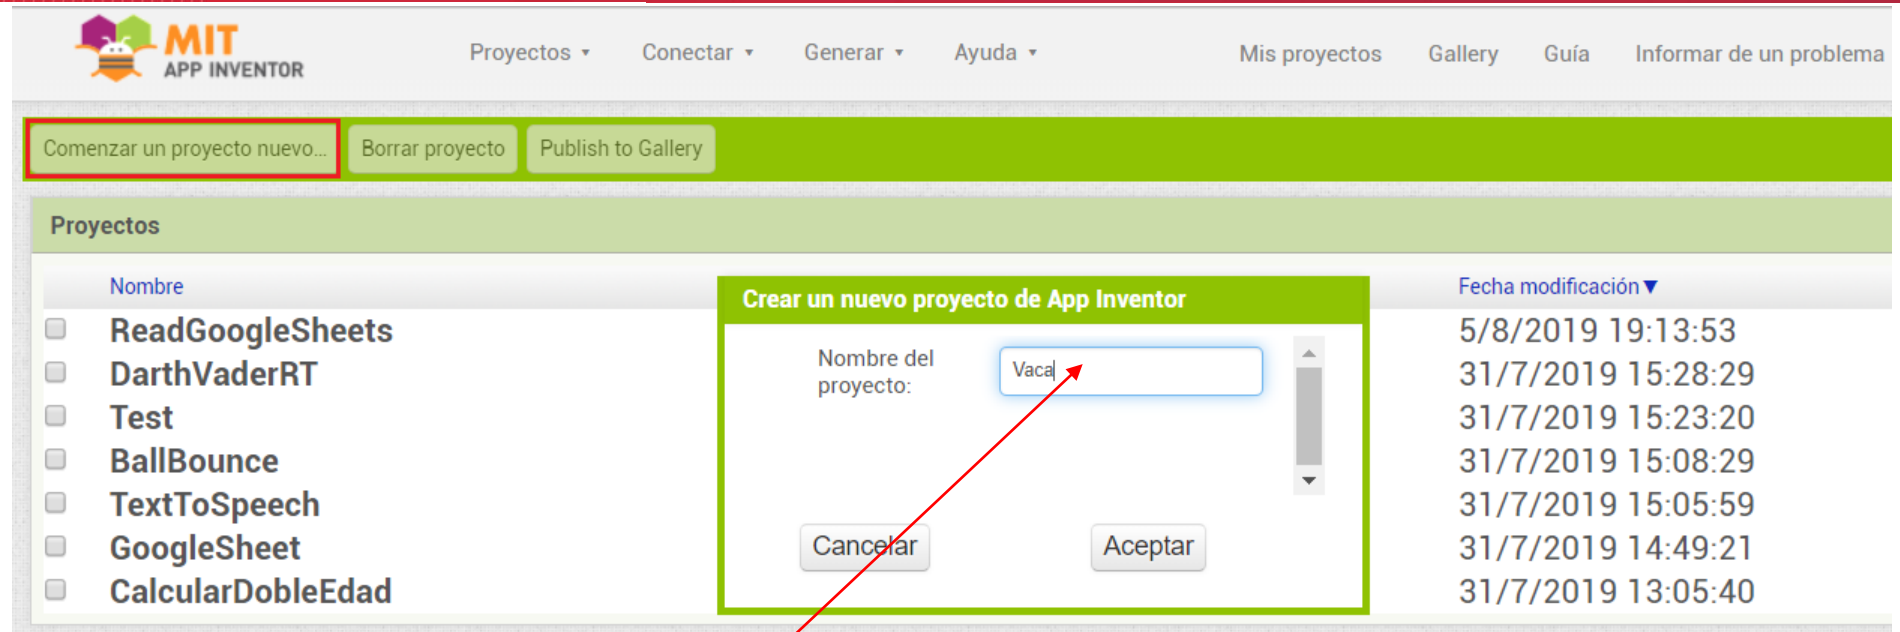 MIT
APP INVENTOR
Proyectos ▾ Conectar ▾ Generar ▾ Ayuda ▾ Mis proyectos Gallery Guía Informar de un problema
Comenzar un proyecto nuevo... Borrar proyecto Publish to Gallery
Proyectos
Nombre Fecha modificación▼
Crear un nuevo proyecto de App Inventor
Nombre del
proyecto:
Vaca
Cancelar Aceptar
ReadGoogleSheets 5/8/2019 19:13:53
DarthVaderRT 31/7/2019 15:28:29
Test 31/7/2019 15:23:20
BallBounce 31/7/2019 15:08:29
TextToSpeech 31/7/2019 15:05:59
GoogleSheet 31/7/2019 14:49:21
CalcularDobleEdad 31/7/2019 13:05:40